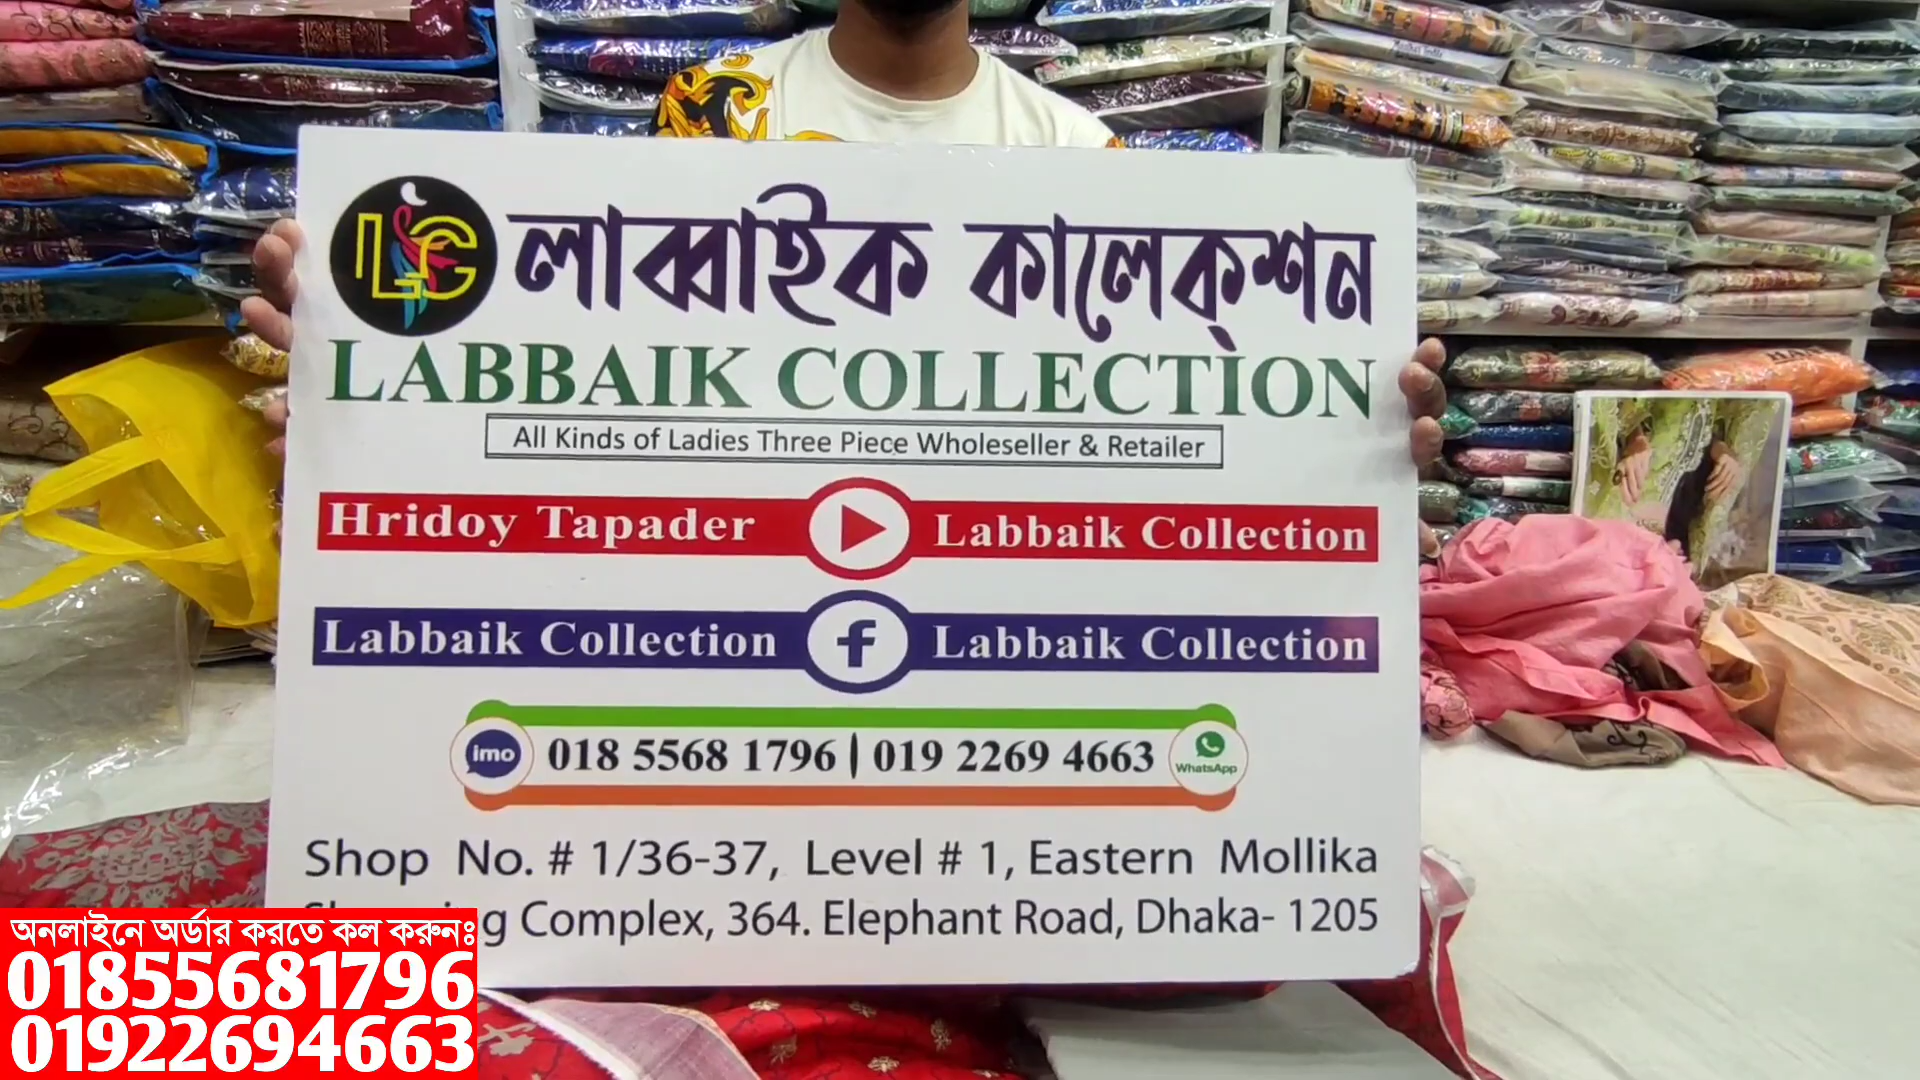 LC
লাব্বাইক কালেক্শন
LABBAIK COLLECTION
All Kinds of Ladies Three Piece Wholeseller & Retailer
Hridoy Tapader Labbaik Collection
Labbaik Collection f Labbaik Collection
imo 018 5568 1796 | 019 2269 4663 WhatsApp
Shop No. # 1/36-37, Level # 1, Eastern Mollika
Complex, 364. Elephant Road, Dhaka- 1205
অনলাইনে অর্ডার করতে কল করুনঃ
01855681796
01922694663